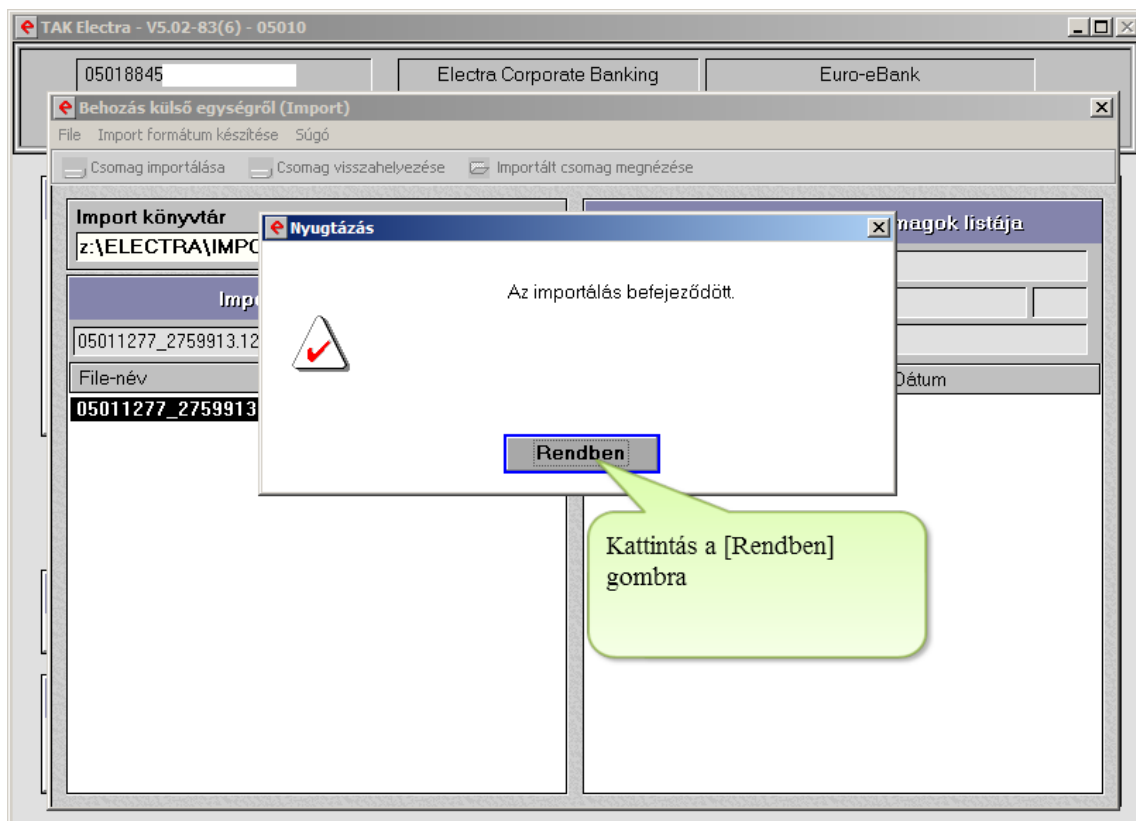 TAK Electra - V5.02-83(6) - 05010
05018845
Electra Corporate Banking
Euro-eBank
Behozás külső egységről (Import)
File Import formátum készítése Súgó
Csomag importálása Csomag visszahelyezése Importált csomag megnézése
Import könyvtár
z:\ELECTRA\IMPO
listája
Nyugtázás
Az importálás befejeződött.
Rendben
05011277_2759913.12
File-név
Dátum
05011277_2759913
Kattintás a [Rendben]
gombra